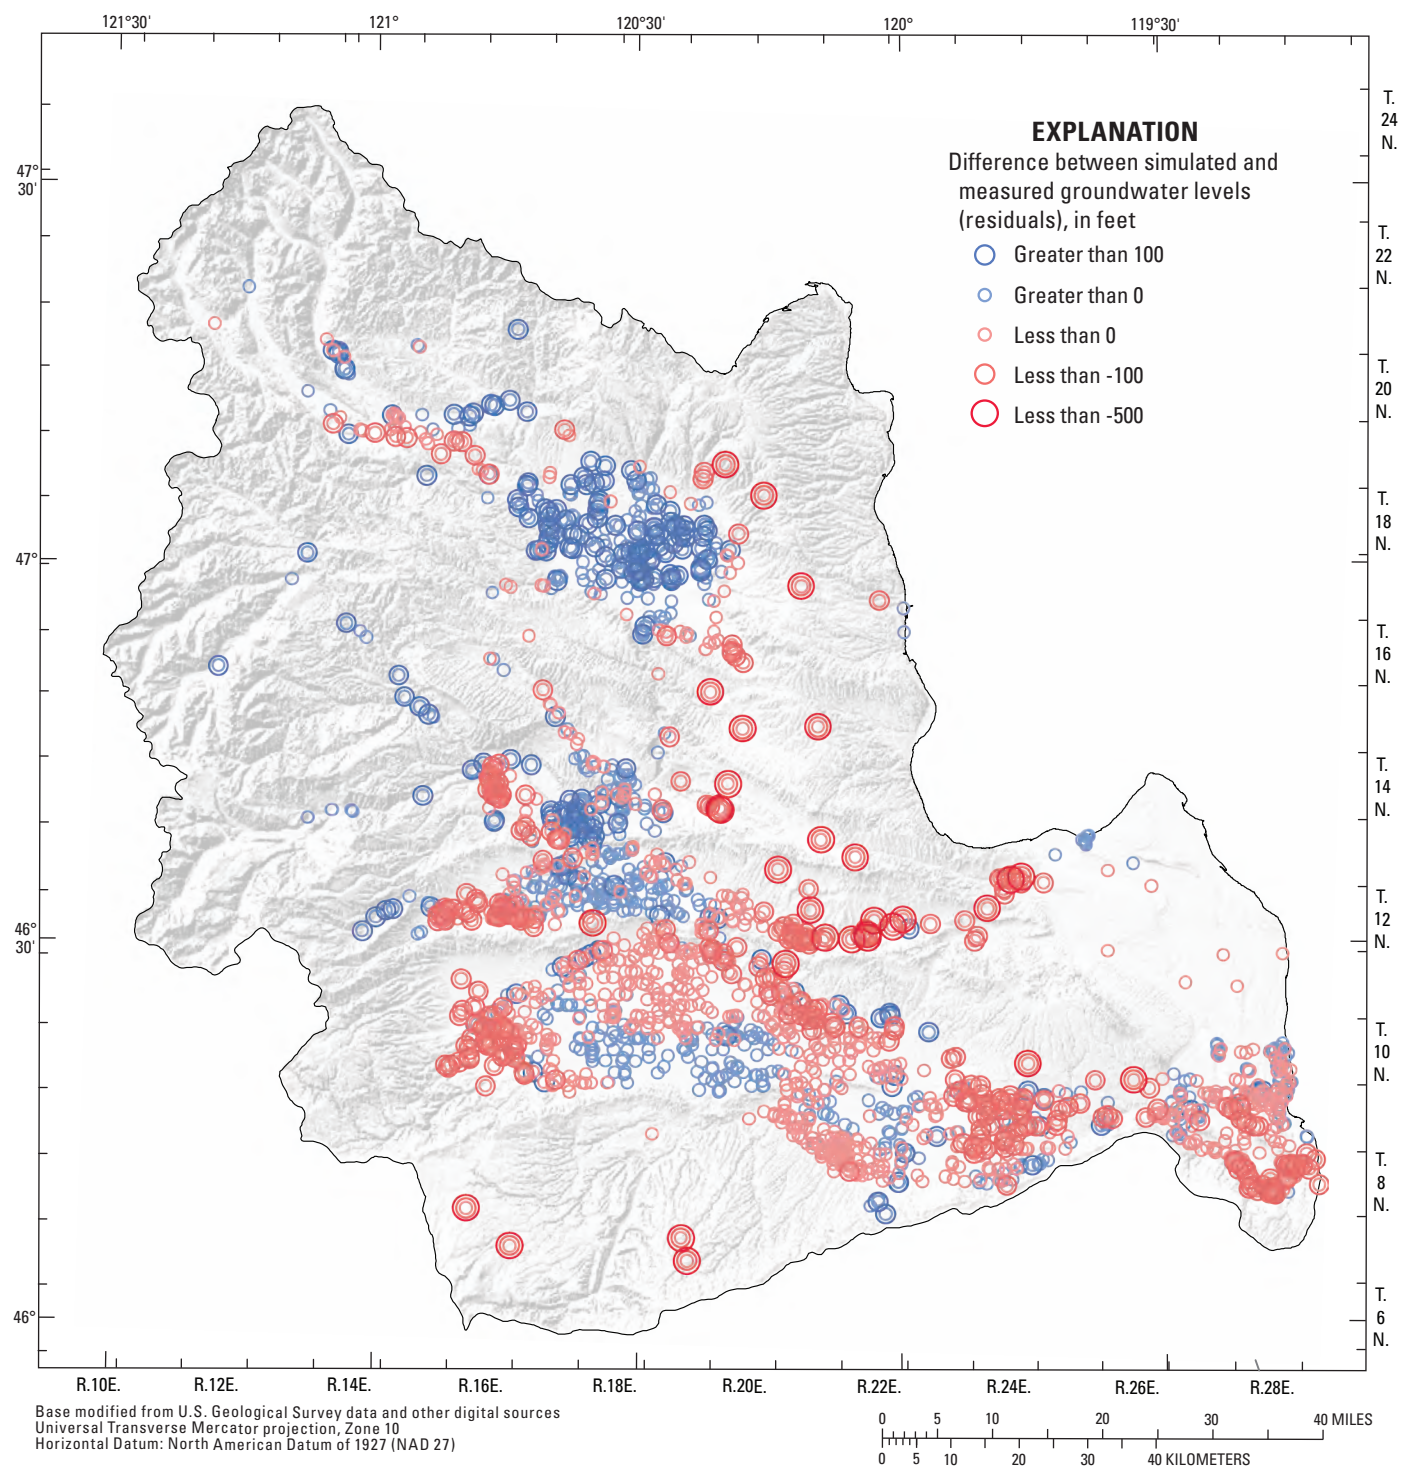 121°30'
121°
120°30'
120°
119°30'
47°
30'
47°
46°
30'
46°
T.
24
N.
T.
22
N.
T.
20
N.
T.
18
N.
T.
16
N.
T.
14
N.
T.
12
N.
T.
10
N.
T.
8
N.
T.
6
N.
EXPLANATION
Difference between simulated and
measured groundwater levels
(residuals), in feet
Greater than 100
Greater than 0
Less than 0
Less than -100
Less than -500
R.10E.
R.12E.
R.14E.
R.16E.
R.18E.
R.20E.
R.22E.
R.24E.
R.26E.
R.28E.
Base modified from U.S. Geological Survey data and other digital sources
Universal Transverse Mercator projection, Zone 10
Horizontal Datum: North American Datum of 1927 (NAD 27)
0 5 10 20 30 40 MILES
0 5 10 20 30 40 KILOMETERS